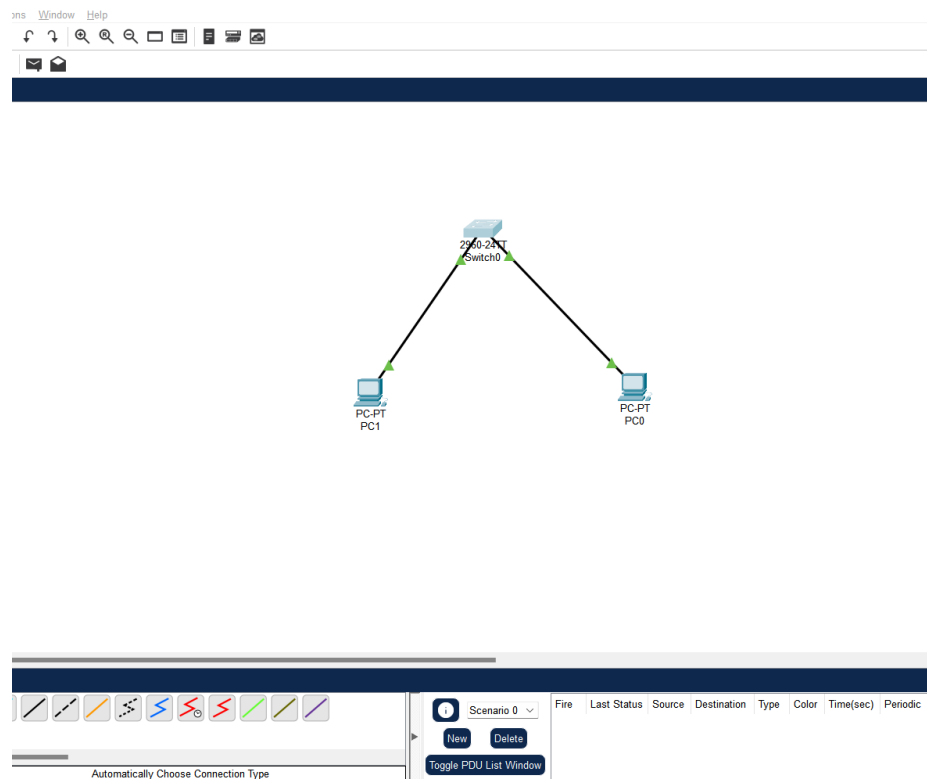 ons Window Help
2960-24TT
Switch0
PC-PT
PC1
PC-PT
PC0
Scenario 0
Fire Last Status Source Destination Type Color Time(sec) Periodic
New Delete
Toggle PDU List Window
Automatically Choose Connection Type